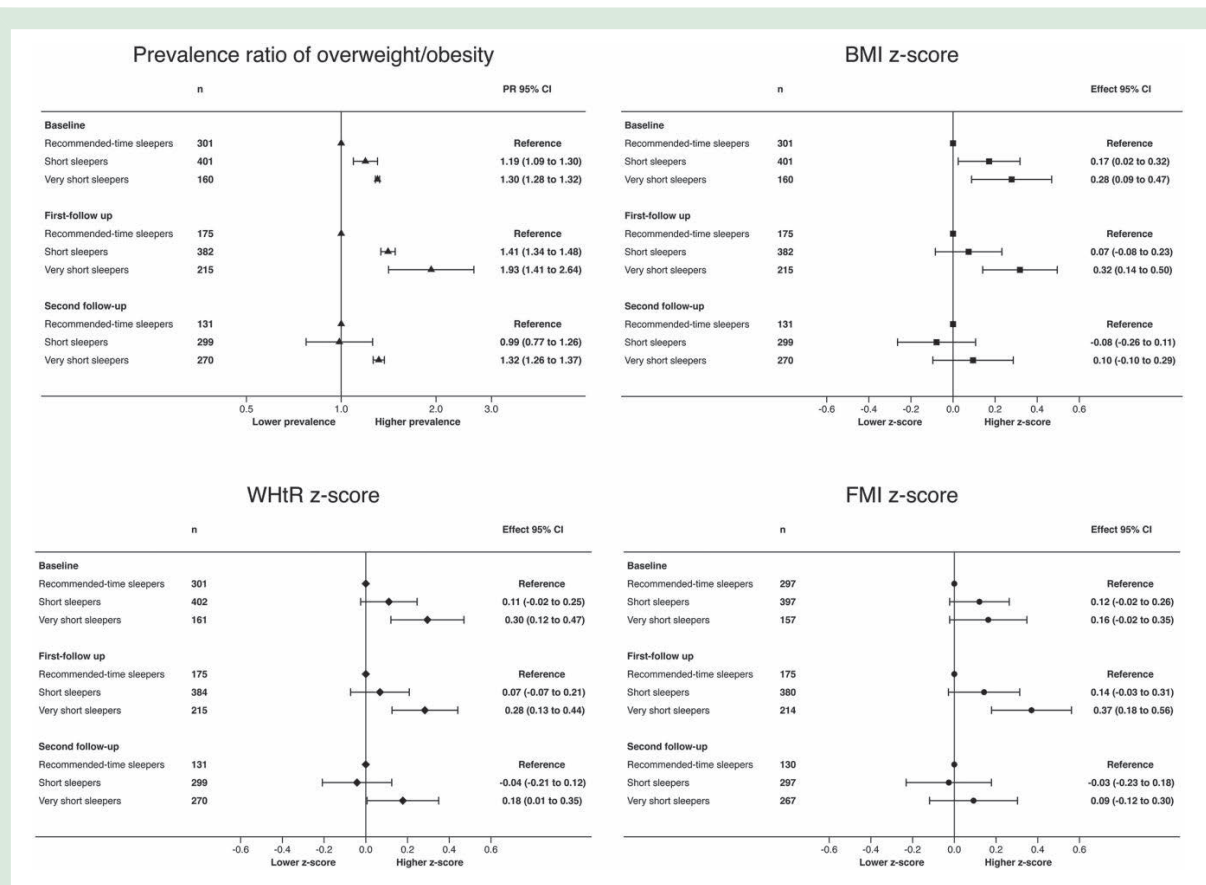 Prevalence ratio of overweight/obesity
n PR 95% CI
Baseline
Recommended-time sleepers 301 Reference
Short sleepers 401 1.19 (1.09 to 1.30)
Very short sleepers 160 1.30 (1.28 to 1.32)
First-follow up
Recommended-time sleepers 175 Reference
Short sleepers 382 1.41 (1.34 to 1.48)
Very short sleepers 215 1.93 (1.41 to 2.64)
Second follow-up
Recommended-time sleepers 131 Reference
Short sleepers 299 0.99 (0.77 to 1.26)
Very short sleepers 270 1.32 (1.26 to 1.37)
0.5 1.0 2.0 3.0
Lower prevalence Higher prevalence
BMI z-score
n Effect 95% CI
Baseline
Recommended-time sleepers 301 Reference
Short sleepers 401 0.17 (0.02 to 0.32)
Very short sleepers 160 0.28 (0.09 to 0.47)
First-follow up
Recommended-time sleepers 175 Reference
Short sleepers 382 0.07 (-0.08 to 0.23)
Very short sleepers 215 0.32 (0.14 to 0.50)
Second follow-up
Recommended-time sleepers 131 Reference
Short sleepers 299 -0.08 (-0.26 to 0.11)
Very short sleepers 270 0.10 (-0.10 to 0.29)
-0.6 -0.4 -0.2 0.0 0.2 0.4 0.6
Lower z-score Higher z-score
WHtR z-score
n Effect 95% CI
Baseline
Recommended-time sleepers 301 Reference
Short sleepers 402 0.11 (-0.02 to 0.25)
Very short sleepers 161 0.30 (0.12 to 0.47)
First-follow up
Recommended-time sleepers 175 Reference
Short sleepers 384 0.07 (-0.07 to 0.21)
Very short sleepers 215 0.28 (0.13 to 0.44)
Second follow-up
Recommended-time sleepers 131 Reference
Short sleepers 299 -0.04 (-0.21 to 0.12)
Very short sleepers 270 0.18 (0.01 to 0.35)
-0.6 -0.4 -0.2 0.0 0.2 0.4 0.6
Lower z-score Higher z-score
FMI z-score
n Effect 95% CI
Baseline
Recommended-time sleepers 297 Reference
Short sleepers 397 0.12 (-0.02 to 0.26)
Very short sleepers 157 0.16 (-0.02 to 0.35)
First-follow up
Recommended-time sleepers 175 Reference
Short sleepers 380 0.14 (-0.03 to 0.31)
Very short sleepers 214 0.37 (0.18 to 0.56)
Second follow-up
Recommended-time sleepers 130 Reference
Short sleepers 297 -0.03 (-0.23 to 0.18)
Very short sleepers 267 0.09 (-0.12 to 0.30)
-0.6 -0.4 -0.2 0.0 0.2 0.4 0.6
Lower z-score Higher z-score